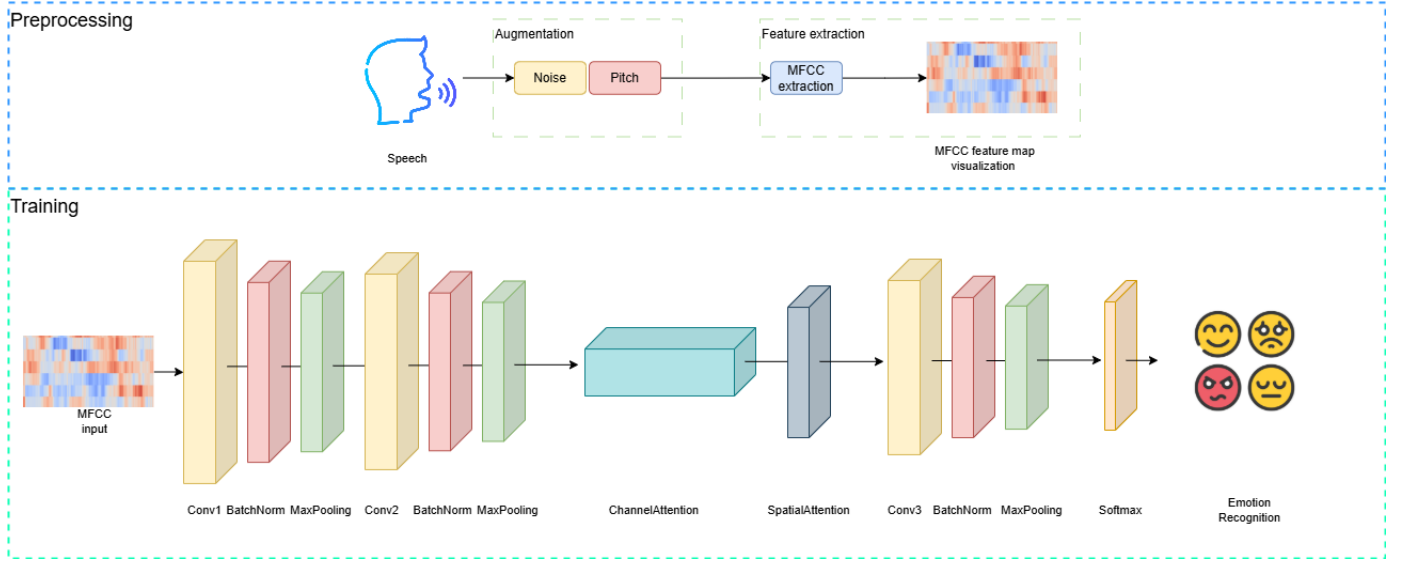 Preprocessing
Augmentation
Feature extraction
Noise
Pitch
MFCC
extraction
Speech
MFCC feature map
visualization
Training
MFCC
input
Conv1
BatchNorm
MaxPooling
Conv2
BatchNorm
MaxPooling
ChannelAttention
SpatialAttention
Conv3
BatchNorm
MaxPooling
Softmax
Emotion
Recognition